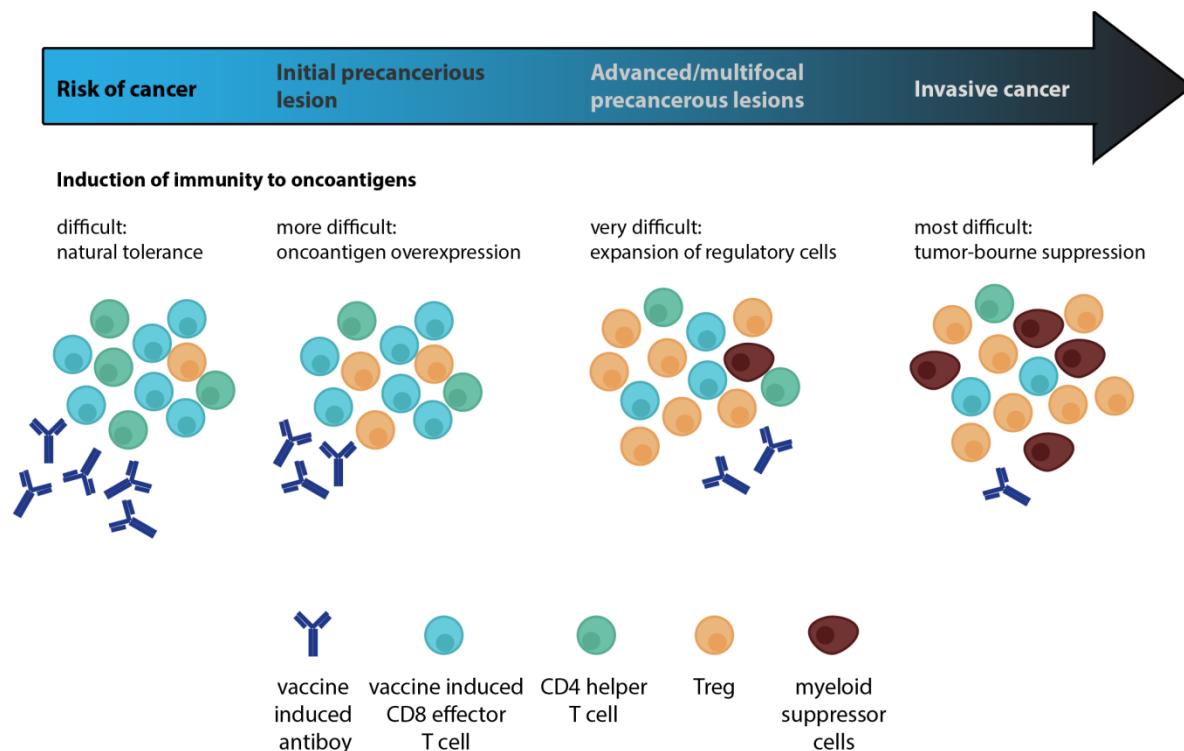 Risk of cancer
Initial precancerious
lesion
Advanced/multifocal
precancerous lesions
Invasive cancer
Induction of immunity to oncoantigens
difficult:
natural tolerance
more difficult:
oncoantigen overexpression
very difficult:
expansion of regulatory cells
most difficult:
tumor-bourne suppression
vaccine
induced
antiboy
vaccine induced
CD8 effector
T cell
CD4 helper
T cell
Treg
myeloid
suppressor
cells